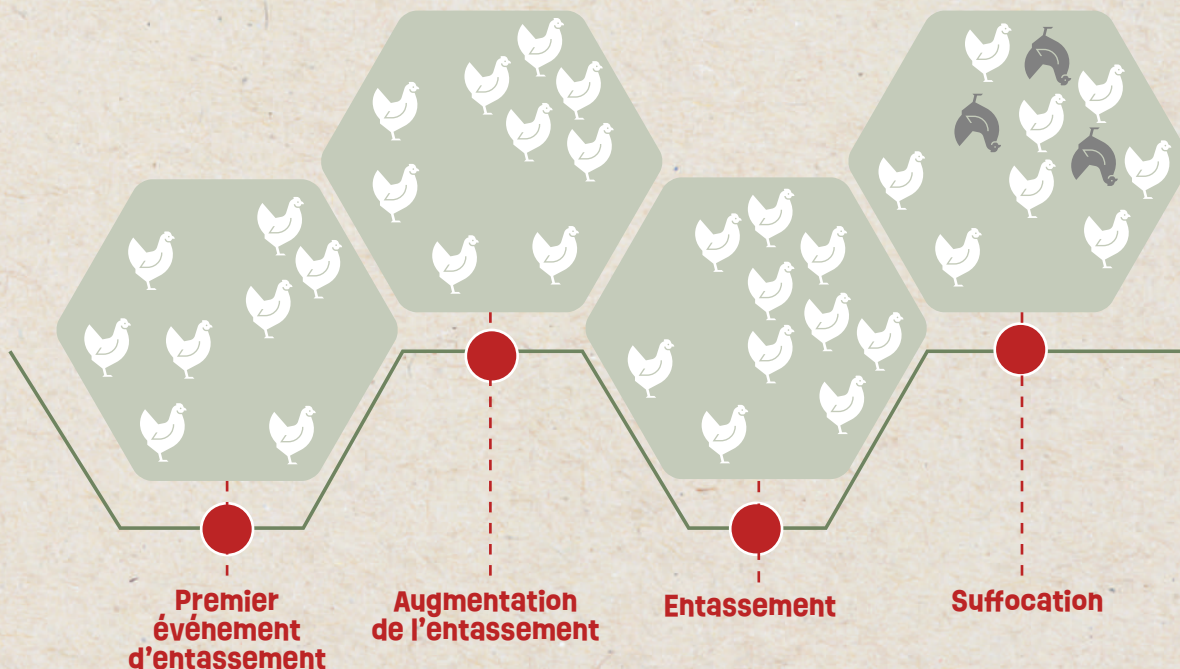 Premier
événement
d'entassement
Augmentation
de l'entassement
Entassement
Suffocation